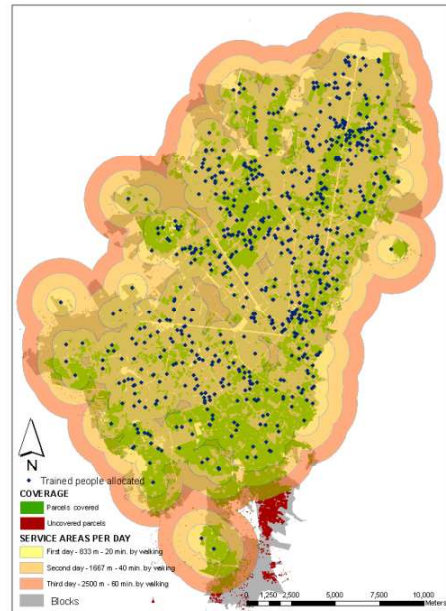 N
Trained people allocated
COVERAGE
Parcels covered
Uncovered parcels
SERVICE AREAS PER DAY
First day - 833 m - 20 min. by walking
Second day - 1667 m - 40 min. by walking
Third day - 2500 m - 60 min. by walking
Blocks
0 1,250 2,500 5,000 7,500 10,000
Meters